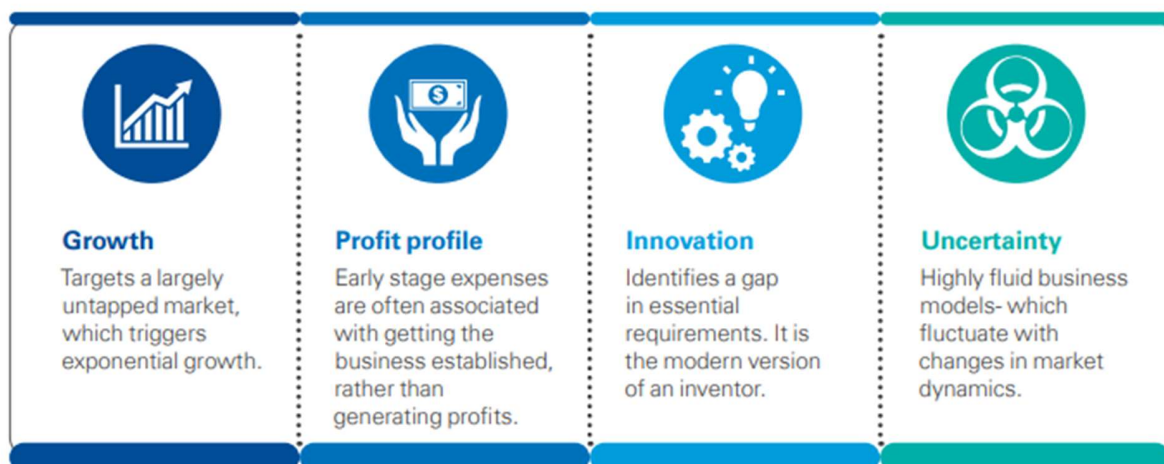 Growth
Targets a largely
untapped market,
which triggers
exponential growth.
Profit profile
Early stage expenses
are often associated
with getting the
business established,
rather than
generating profits.
Innovation
Identifies a gap
in essential
requirements. It is
the modern version
of an inventor.
Uncertainty
Highly fluid business
models- which
fluctuate with
changes in market
dynamics.